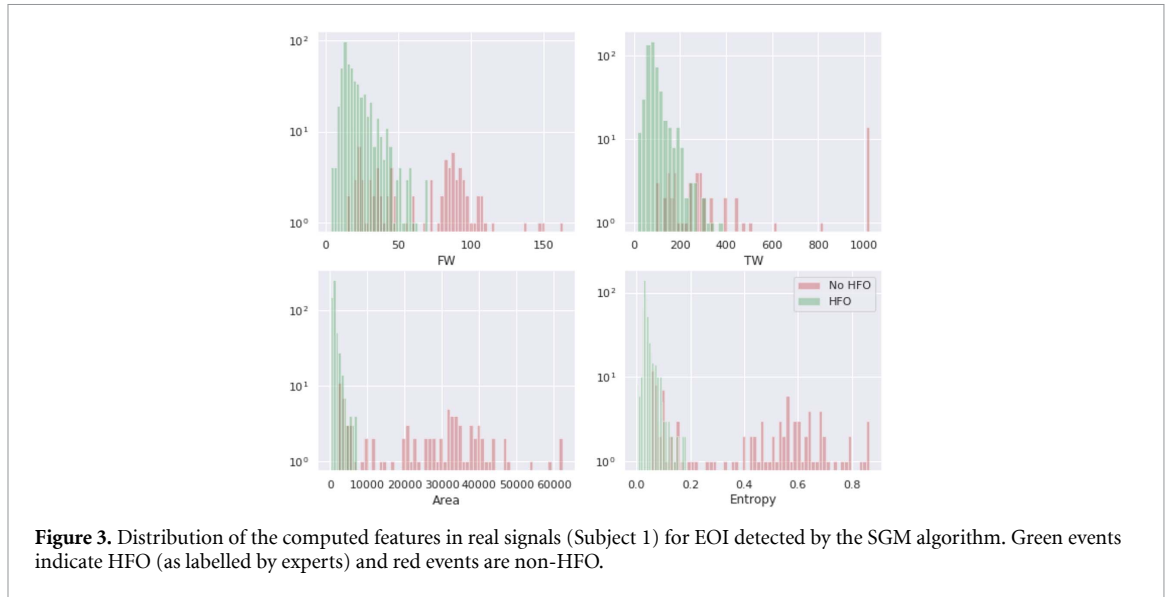 10²
10¹
10⁰
0 50 100 150
FW
10²
10¹
10⁰
0 200 400 600 800 1000
TW
10²
10¹
10⁰
0 10000 20000 30000 40000 50000 60000
Area
No HFO
HFO
10²
10¹
10⁰
0.0 0.2 0.4 0.6 0.8
Entropy
Figure 3. Distribution of the computed features in real signals (Subject 1) for EOI detected by the SGM algorithm. Green events
indicate HFO (as labelled by experts) and red events are non-HFO.